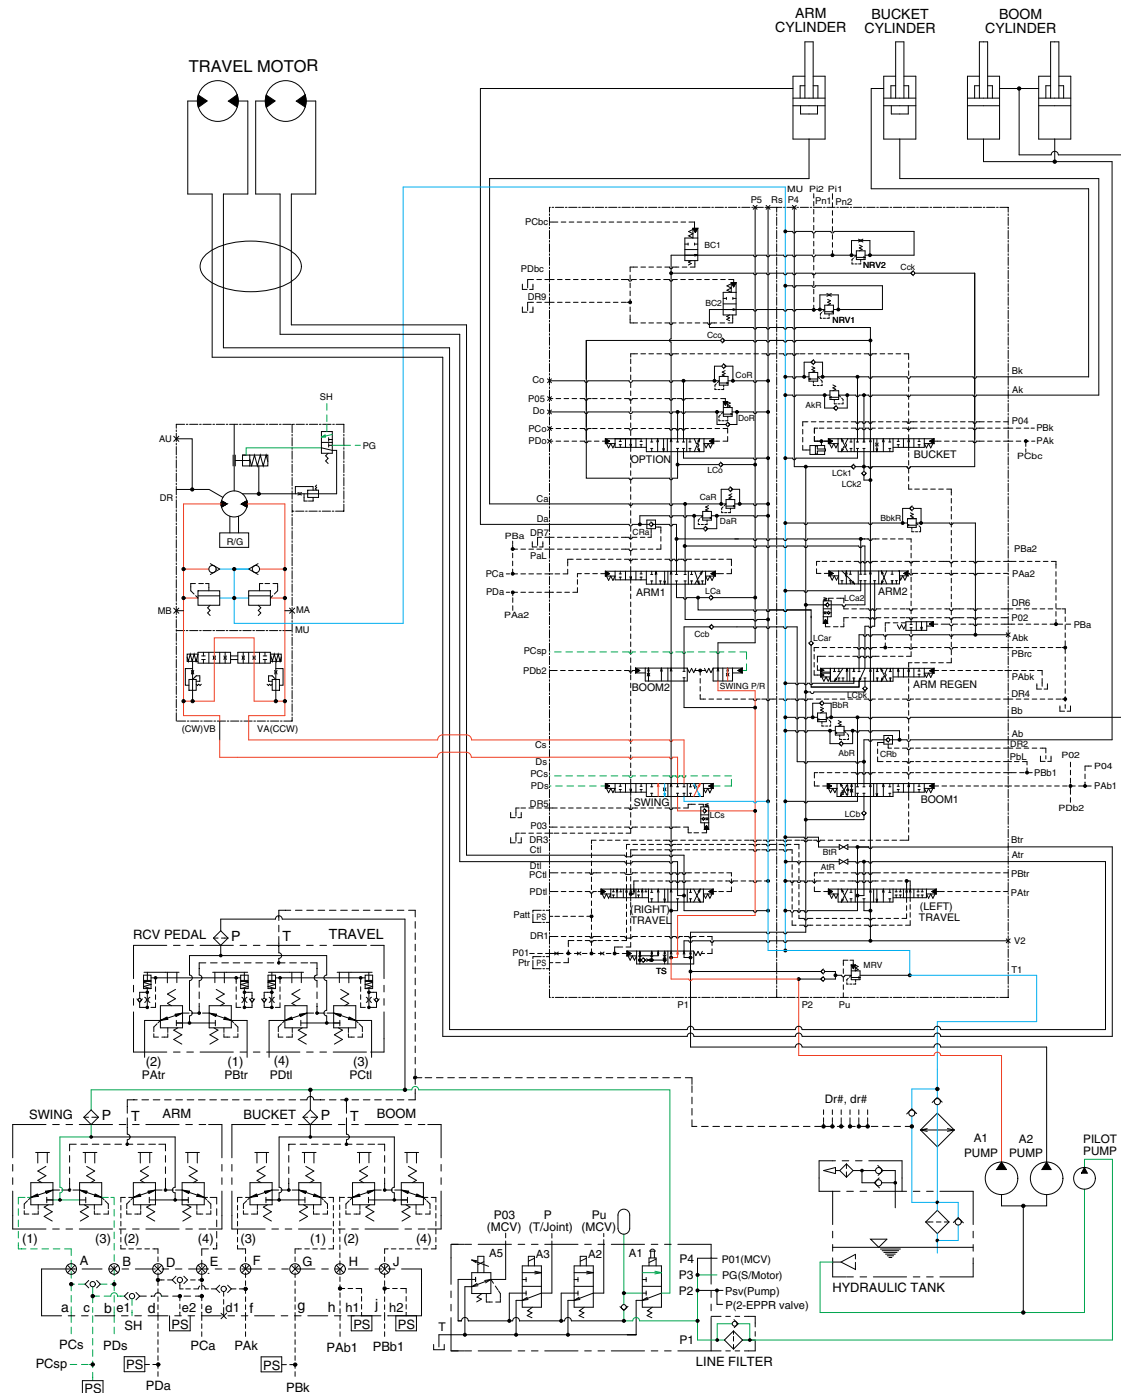 ARM
CYLINDER
BUCKET
CYLINDER
BOOM
CYLINDER
TRAVEL MOTOR
MU
P5
Rs
P4
Pi2
Pn1
Pi1
Pn2
PCbc
BC1
NRV2
Cck
PDbc
DR9
BC2
NRV1
Cco
Co
CoR
Bk
AkR
Ak
P05
Do
DoR
P04
PCo
PBk
PDo
PAk
OPTION
BUCKET
PCbc
LCo
LCk1
LCk2
SH
AU
PG
DR
R/G
MB
MA
MU
(CW)VB
VA(CCW)
Ca
CaR
Da
DaR
BbkR
DR7
CRa
PBa
PaL
PBa2
PCa
PAa2
ARM1
ARM2
PDa
PAa2
LCa
LCa2
DR6
P02
Ccb
LCar
PBa
Abk
PCsp
PBrc
PDb2
PAbk
BOOM2
SWING P/R
ARM REGEN
LCbk
DR4
BbR
Bb
AbR
Ab
CRb
DR2
Cs
Ds
PbL
P02
PCs
PBb1
P04
PDs
PAb1
SWING
BOOM1
PDb2
DR5
LCs
LCb
P03
DR3
Ctl
BtR
Btr
Dtl
AtR
Atr
PCtl
PBtr
PDtl
PAtr
(RIGHT)
TRAVEL
(LEFT)
TRAVEL
Patt
PS
DR1
V2
P01
Ptr
PS
TS
MRV
T1
P1
P2
Pu
RCV PEDAL
P
T
TRAVEL
(2)
(1)
(4)
(3)
PAtr
PBtr
PDtl
PCtl
SWING
P
T
ARM
BUCKET
P
T
BOOM
(1)
(3)
(2)
(4)
(3)
(1)
(2)
(4)
A
B
D
E
F
G
H
J
a
c
b
e1
d
e2
e
d1
f
g
h
h1
j
h2
SH
PS
PS
PS
PCs
PDs
PCa
PAk
PAb1
PBb1
PCsp
PS
PDa
PS
PBk
P03
(MCV)
P
(T/Joint)
Pu
(MCV)
A5
A3
A2
A1
P4
P01(MCV)
P3
PG(S/Motor)
P2
Psv(Pump)
P(2-EPPR valve)
T
P1
LINE FILTER
Dr#, dr#
A1
PUMP
A2
PUMP
PILOT
PUMP
HYDRAULIC TANK